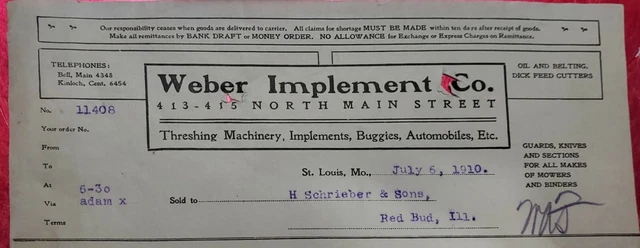 Our responsibility ceases when goods are delivered to carrier. All claims for shortage MUST BE MADE within ten days after receipt of goods.
Make all remittances by BANK DRAFT or MONEY ORDER. NO ALLOWANCE for Exchange or Express Charges on Remittance.
TELEPHONES:
Bell, Main 4348
Kinloch, Cent. 6454
Weber Implement Co.
413-415 NORTH MAIN STREET
Threshing Machinery, Implements, Buggies, Automobiles, Etc.
OIL AND BELTING,
DICK FEED CUTTERS
No. 11408
Your order No.
From
To
At 6-30
Via adam x
Terms
St. Louis, Mo., July 6, 1910.
Sold to H Schrieber & Sons,
Red Bud, Ill.
GUARDS, KNIVES
AND SECTIONS
FOR ALL MAKES
OF MOWERS
AND BINDERS